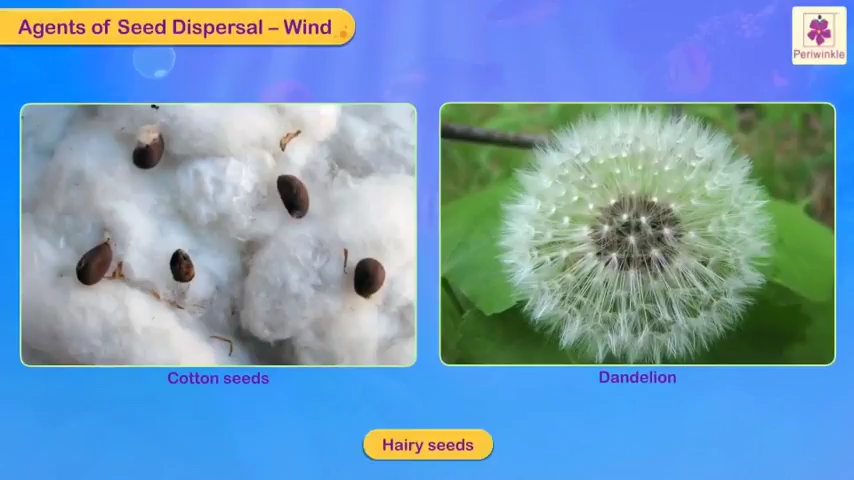 Agents of Seed Dispersal – Wind
Periwinkle
Cotton seeds
Dandelion
Hairy seeds